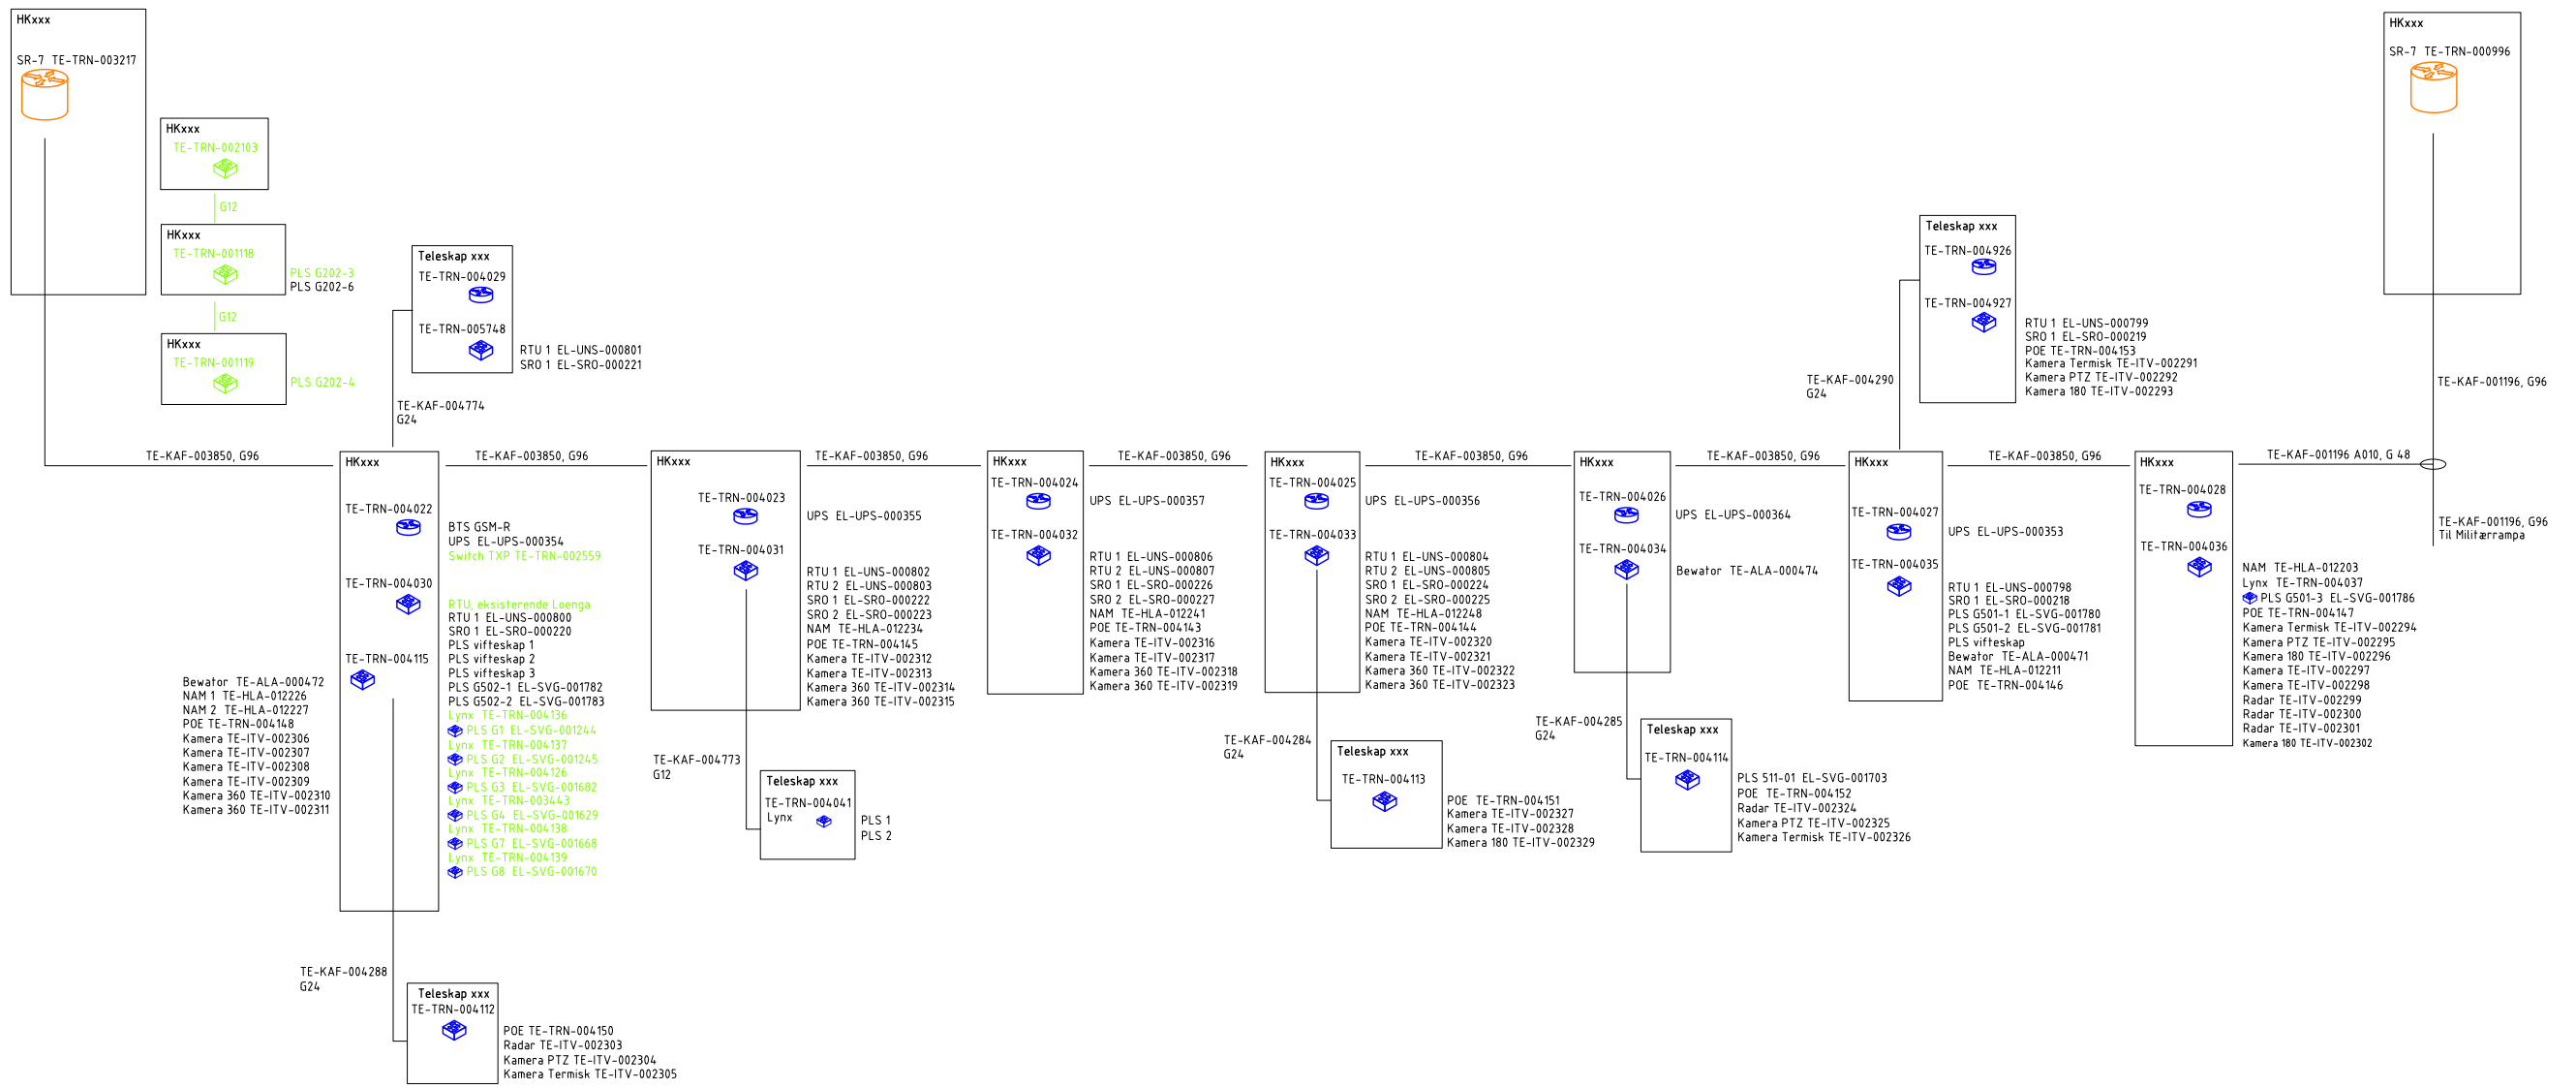 HKxxx
SR-7 TE-TRN-003217
HKxxx
TE-TRN-002103
G12
HKxxx
TE-TRN-001118
PLS G202-3
PLS G202-6
G12
HKxxx
TE-TRN-001119
PLS G202-4
Teleskap xxx
TE-TRN-004029
TE-TRN-005748
RTU 1 EL-UNS-000801
SRO 1 EL-SRO-000221
TE-KAF-004774
G24
TE-KAF-003850, G96
HKxxx
TE-TRN-004022
BTS GSM-R
UPS EL-UPS-000354
Switch TXP TE-TRN-002559
TE-TRN-004030
RTU, eksisterende Loenga
RTU 1 EL-UNS-000800
SRO 1 EL-SRO-000220
PLS vifteskap 1
PLS vifteskap 2
PLS vifteskap 3
PLS G502-1 EL-SVG-001782
PLS G502-2 EL-SVG-001783
Lynx TE-TRN-004136
PLS G1 EL-SVG-001244
Lynx TE-TRN-004137
PLS G2 EL-SVG-001245
Lynx TE-TRN-004126
PLS G3 EL-SVG-001682
Lynx TE-TRN-003443
PLS G4 EL-SVG-001629
Lynx TE-TRN-004138
PLS G7 EL-SVG-001668
Lynx TE-TRN-004139
PLS G8 EL-SVG-001670
TE-TRN-004115
Bewator TE-ALA-000472
NAM 1 TE-HLA-012226
NAM 2 TE-HLA-012227
POE TE-TRN-004148
Kamera TE-ITV-002306
Kamera TE-ITV-002307
Kamera TE-ITV-002308
Kamera TE-ITV-002309
Kamera 360 TE-ITV-002310
Kamera 360 TE-ITV-002311
TE-KAF-004288
G24
Teleskap xxx
TE-TRN-004112
POE TE-TRN-004150
Radar TE-ITV-002303
Kamera PTZ TE-ITV-002304
Kamera Termisk TE-ITV-002305
TE-KAF-003850, G96
HKxxx
TE-TRN-004023
UPS EL-UPS-000355
TE-TRN-004031
RTU 1 EL-UNS-000802
RTU 2 EL-UNS-000803
SRO 1 EL-SRO-000222
SRO 2 EL-SRO-000223
NAM TE-HLA-012234
POE TE-TRN-004145
Kamera TE-ITV-002312
Kamera TE-ITV-002313
Kamera 360 TE-ITV-002314
Kamera 360 TE-ITV-002315
TE-KAF-004773
G12
Teleskap xxx
TE-TRN-004041
Lynx
PLS 1
PLS 2
TE-KAF-003850, G96
HKxxx
TE-TRN-004024
UPS EL-UPS-000357
TE-TRN-004032
RTU 1 EL-UNS-000806
RTU 2 EL-UNS-000807
SRO 1 EL-SRO-000226
SRO 2 EL-SRO-000227
NAM TE-HLA-012241
POE TE-TRN-004143
Kamera TE-ITV-002316
Kamera TE-ITV-002317
Kamera 360 TE-ITV-002318
Kamera 360 TE-ITV-002319
TE-KAF-003850, G96
HKxxx
TE-TRN-004025
UPS EL-UPS-000356
TE-TRN-004033
RTU 1 EL-UNS-000804
RTU 2 EL-UNS-000805
SRO 1 EL-SRO-000224
SRO 2 EL-SRO-000225
NAM TE-HLA-012248
POE TE-TRN-004144
Kamera TE-ITV-002320
Kamera TE-ITV-002321
Kamera 360 TE-ITV-002322
Kamera 360 TE-ITV-002323
TE-KAF-004284
G24
Teleskap xxx
TE-TRN-004113
POE TE-TRN-004151
Kamera TE-ITV-002327
Kamera TE-ITV-002328
Kamera 180 TE-ITV-002329
TE-KAF-003850, G96
HKxxx
TE-TRN-004026
UPS EL-UPS-000364
TE-TRN-004034
Bewator TE-ALA-000474
TE-KAF-004285
G24
Teleskap xxx
TE-TRN-004114
PLS 511-01 EL-SVG-001703
POE TE-TRN-004152
Radar TE-ITV-002324
Kamera PTZ TE-ITV-002325
Kamera Termisk TE-ITV-002326
TE-KAF-003850, G96
Teleskap xxx
TE-TRN-004926
TE-TRN-004927
RTU 1 EL-UNS-000799
SRO 1 EL-SRO-000219
POE TE-TRN-004153
Kamera Termisk TE-ITV-002291
Kamera PTZ TE-ITV-002292
Kamera 180 TE-ITV-002293
TE-KAF-004290
G24
HKxxx
TE-TRN-004027
UPS EL-UPS-000353
TE-TRN-004035
RTU 1 EL-UNS-000798
SRO 1 EL-SRO-000218
PLS G501-1 EL-SVG-001780
PLS G501-2 EL-SVG-001781
PLS vifteskap
Bewator TE-ALA-000471
NAM TE-HLA-012211
POE TE-TRN-004146
TE-KAF-003850, G96
HKxxx
TE-TRN-004028
TE-TRN-004036
NAM TE-HLA-012203
Lynx TE-TRN-004037
PLS G501-3 EL-SVG-001786
POE TE-TRN-004147
Kamera Termisk TE-ITV-002294
Kamera PTZ TE-ITV-002295
Kamera 180 TE-ITV-002296
Kamera TE-ITV-002297
Kamera TE-ITV-002298
Radar TE-ITV-002299
Radar TE-ITV-002300
Radar TE-ITV-002301
Kamera 180 TE-ITV-002302
TE-KAF-001196 A010, G 48
HKxxx
SR-7 TE-TRN-000996
TE-KAF-001196, G96
TE-KAF-001196, G96
Til Militærrampa